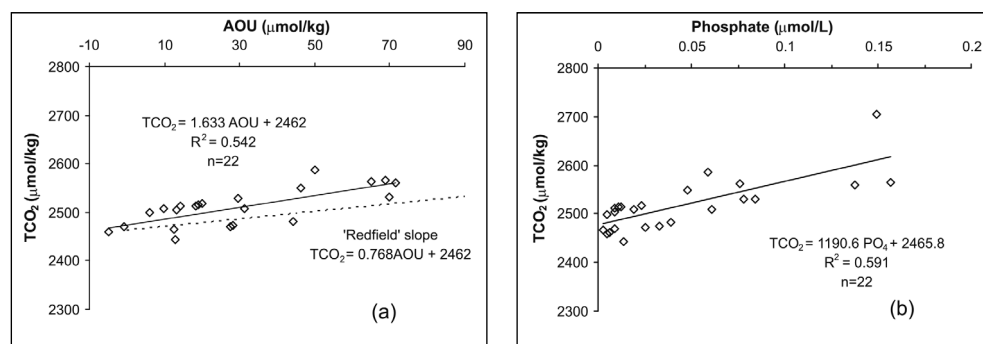 AOU (μmol/kg)
-10 10 30 50 70 90
2800
2700
2600
2500
2400
2300
TCO₂ (μmol/kg)
TCO₂ = 1.633 AOU + 2462
R² = 0.542
n=22
'Redfield' slope
TCO₂ = 0.768AOU + 2462
(a)
Phosphate (μmol/L)
0 0.05 0.1 0.15 0.2
2800
2700
2600
2500
2400
2300
TCO₂ (μmol/kg)
TCO₂ = 1190.6 PO₄ + 2465.8
R² = 0.591
n=22
(b)